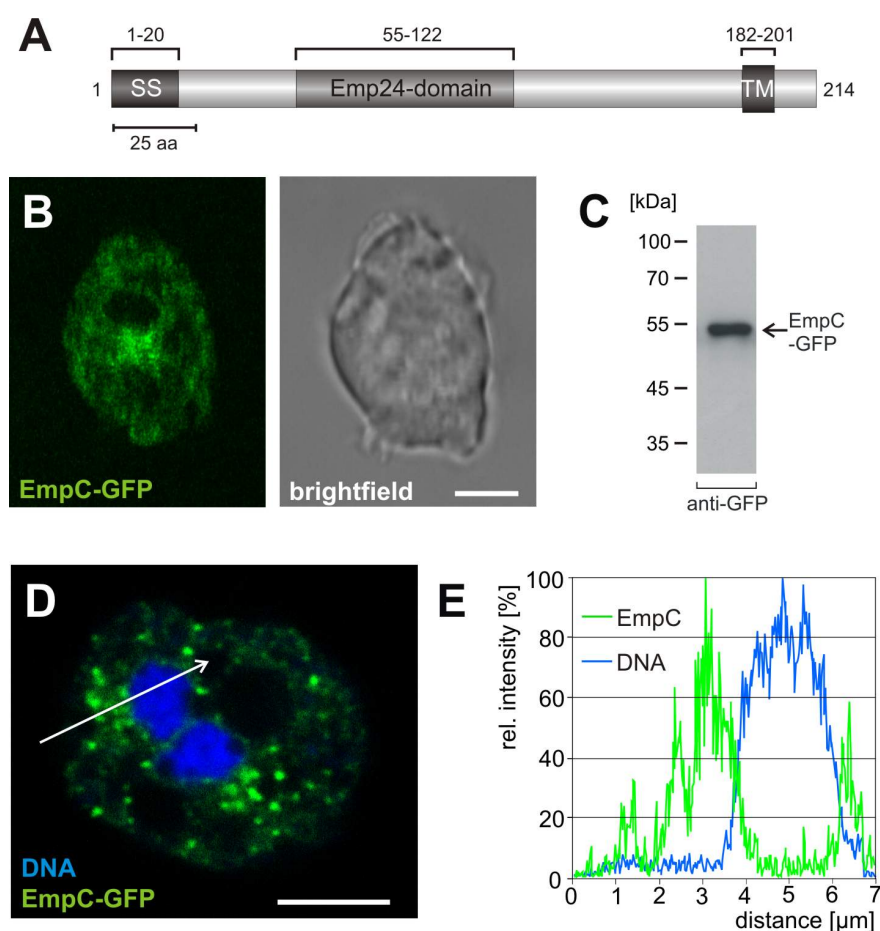 A
1-20 55-122 182-201
1 SS Emp24-domain TM 214
25 aa
B
EmpC-GFP
brightfield
C
[kDa]
100
70
55
45
35
EmpC
-GFP
anti-GFP
D
DNA
EmpC-GFP
E
rel. intensity [%]
100
80
60
40
20
0
EmpC
DNA
0 1 2 3 4 5 6 7
distance [µm]